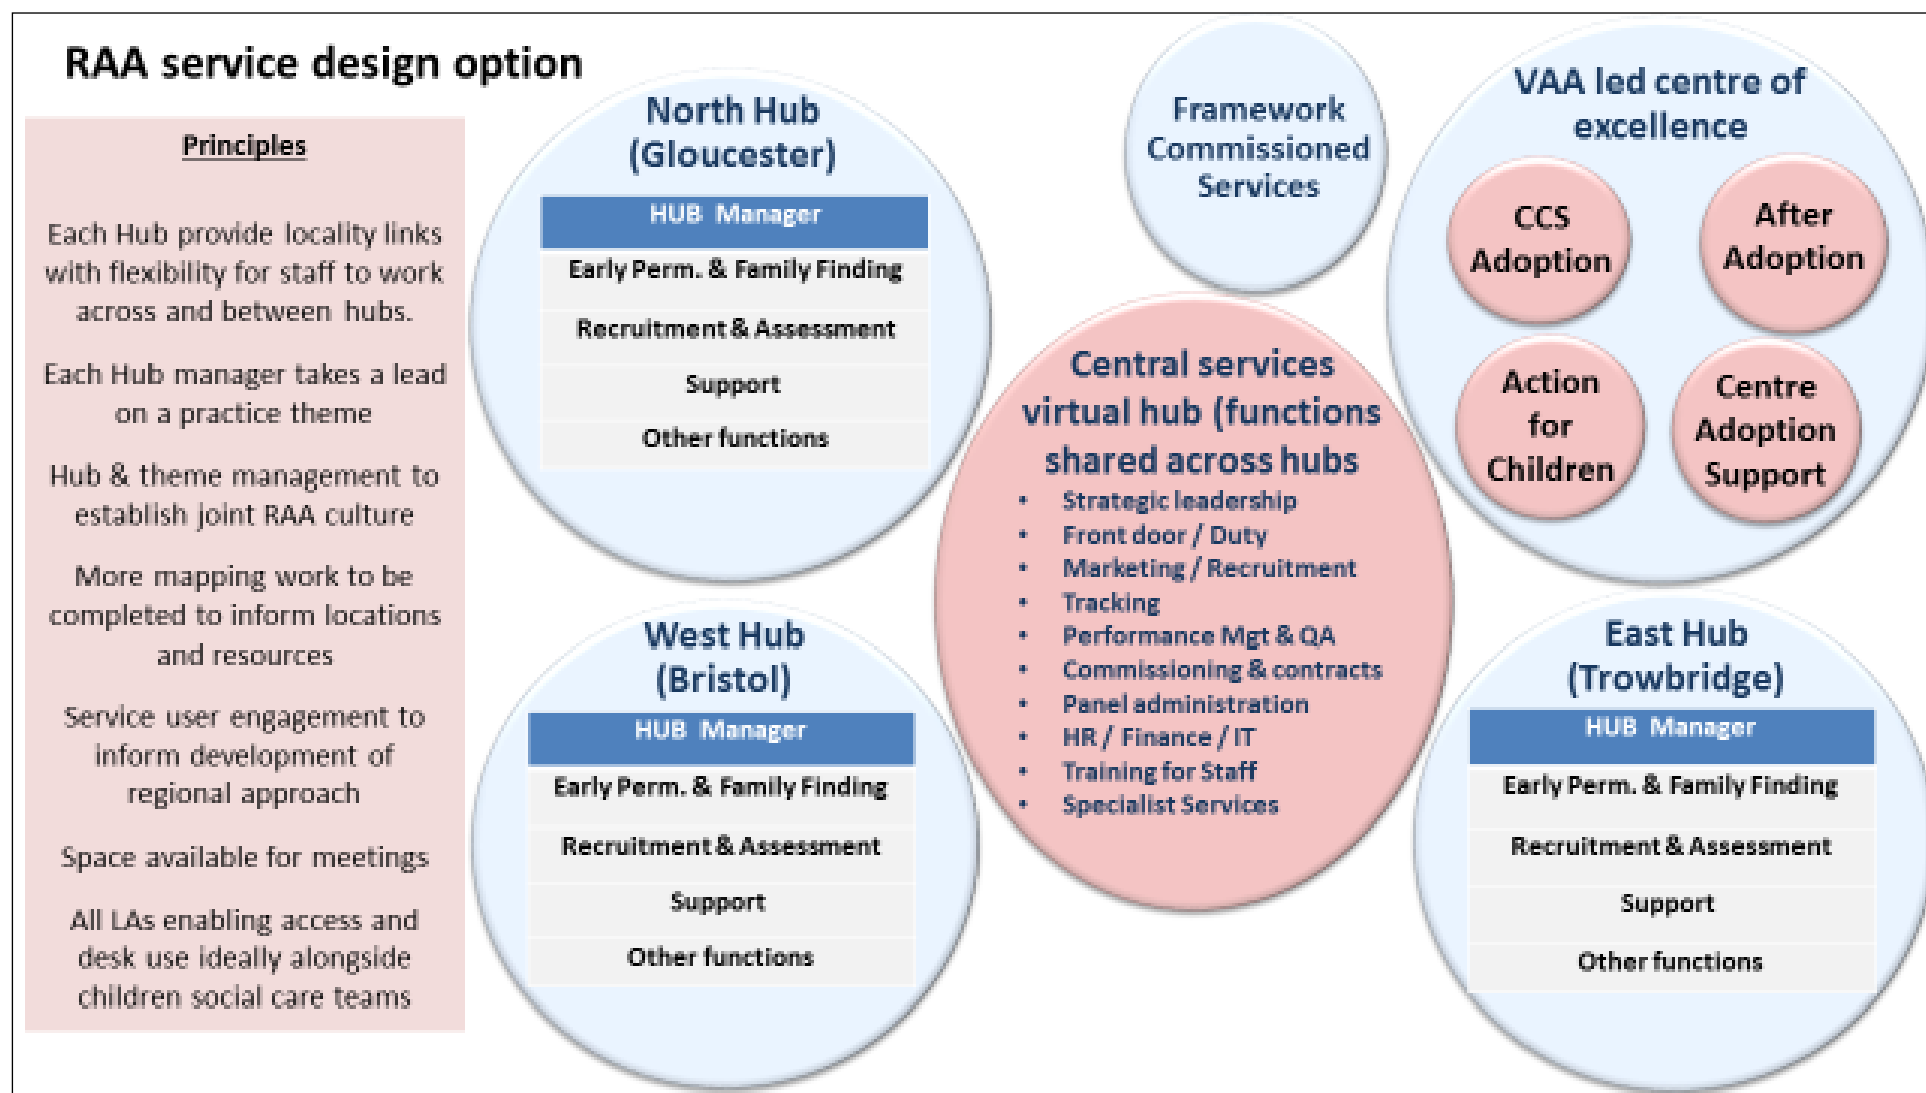 RAA service design option
Principles
Each Hub provide locality links
with flexibility for staff to work
across and between hubs.
Each Hub manager takes a lead
on a practice theme
Hub & theme management to
establish joint RAA culture
More mapping work to be
completed to inform locations
and resources
Service user engagement to
inform development of
regional approach
Space available for meetings
All LAs enabling access and
desk use ideally alongside
children social care teams
North Hub
(Gloucester)
HUB Manager
Early Perm. & Family Finding
Recruitment & Assessment
Support
Other functions
West Hub
(Bristol)
HUB Manager
Early Perm. & Family Finding
Recruitment & Assessment
Support
Other functions
Framework
Commissioned
Services
Central services
virtual hub (functions
shared across hubs
• Strategic leadership
• Front door / Duty
• Marketing / Recruitment
• Tracking
• Performance Mgt & QA
• Commissioning & contracts
• Panel administration
• HR / Finance / IT
• Training for Staff
• Specialist Services
VAA led centre of
excellence
CCS
Adoption
After
Adoption
Action
for
Children
Centre
Adoption
Support
East Hub
(Trowbridge)
HUB Manager
Early Perm. & Family Finding
Recruitment & Assessment
Support
Other functions